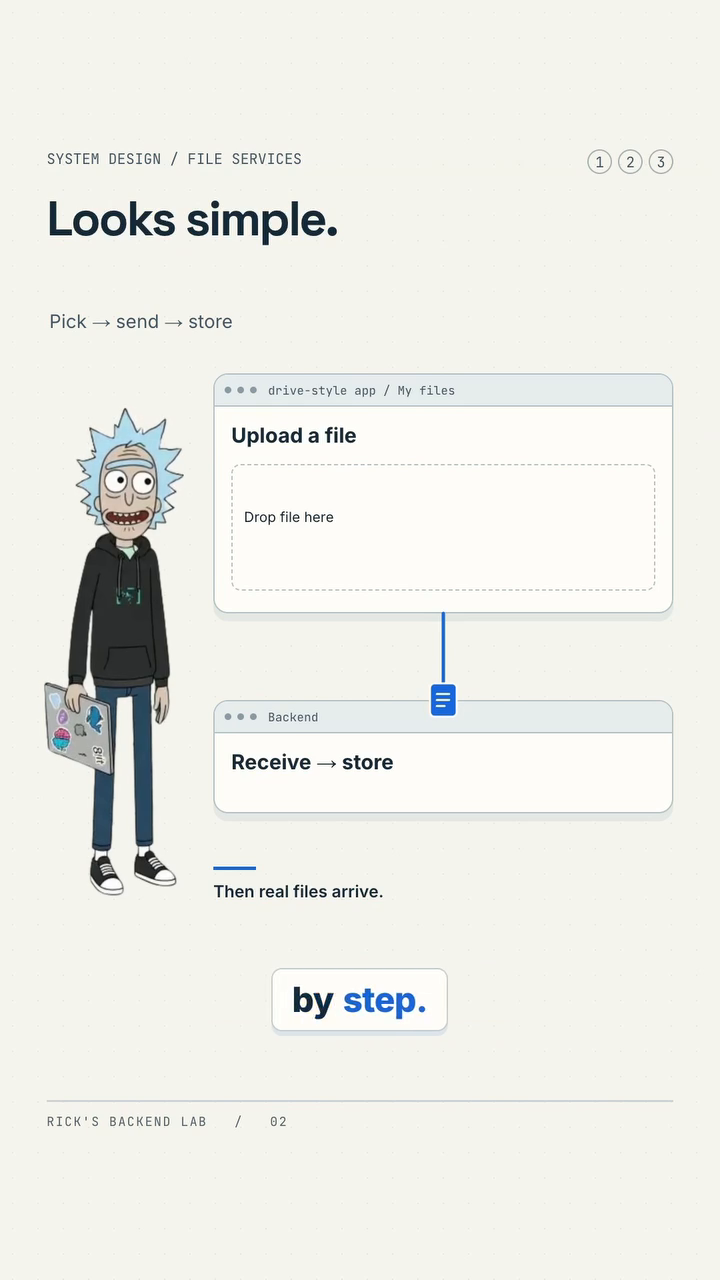 SYSTEM DESIGN / FILE SERVICES
1 2 3
Looks simple.
Pick → send → store
drive-style app / My files
Upload a file
Drop file here
Backend
Receive → store
Then real files arrive.
by step.
RICK'S BACKEND LAB / 02